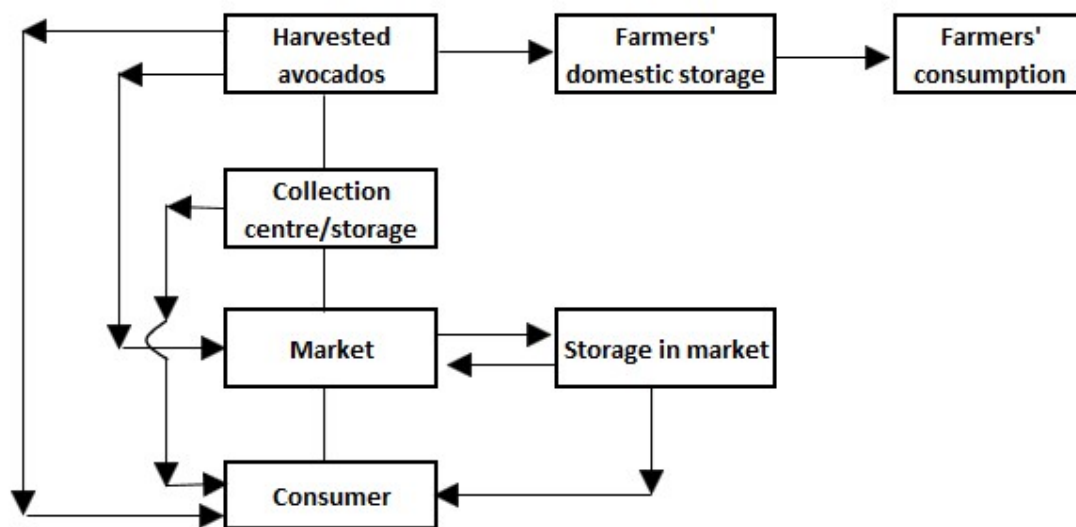 Harvested
avocados
Farmers'
domestic storage
Farmers'
consumption
Collection
centre/storage
Market
Storage in market
Consumer